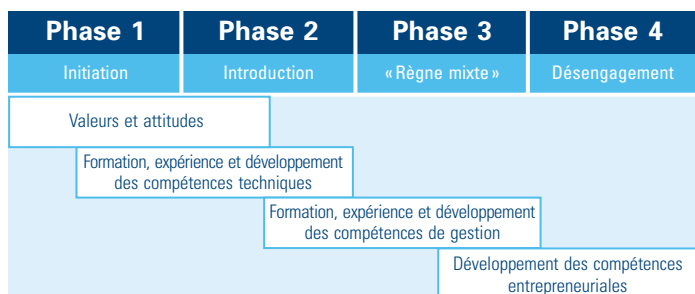 Phase 1 Phase 2 Phase 3 Phase 4
Initiation Introduction «Règne mixte» Désengagement
Valeurs et attitudes
Formation, expérience et développement
des compétences techniques
Formation, expérience et développement
des compétences de gestion
Développement des compétences
entrepreneuriales